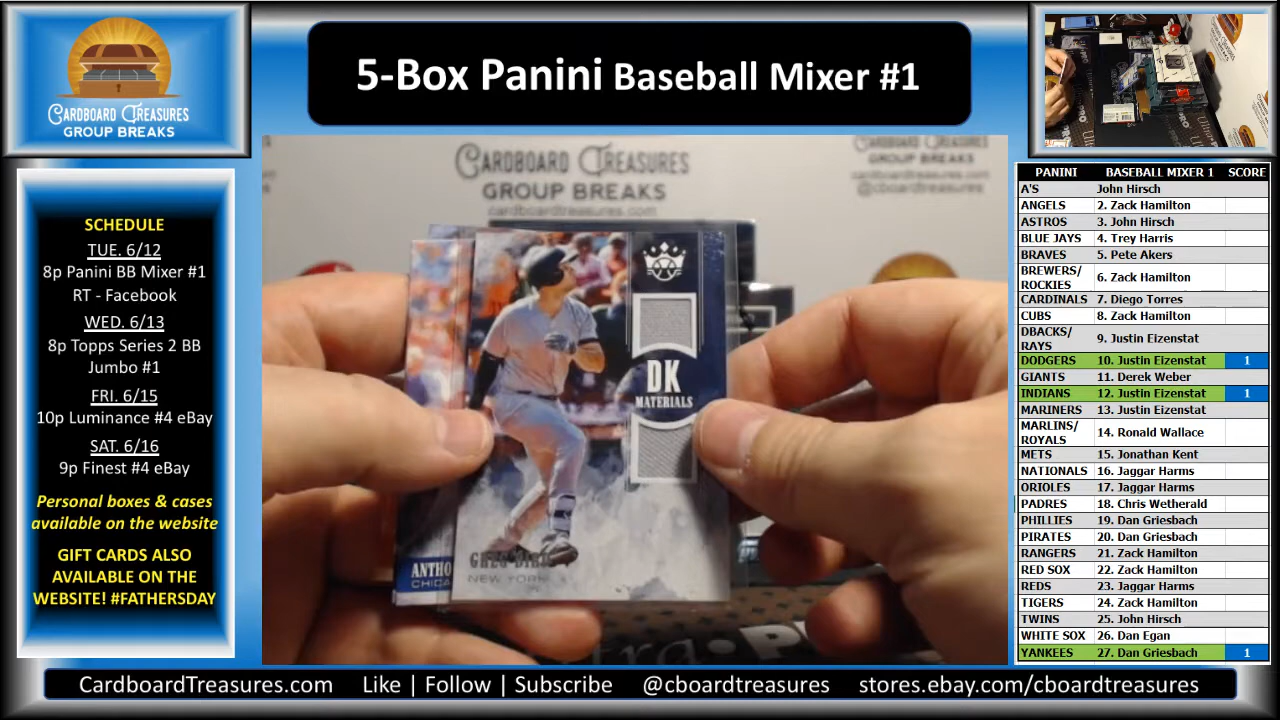 CARDBOARD TREASURES
GROUP BREAKS
5-Box Panini Baseball Mixer #1
SCHEDULE
TUE. 6/12
8p Panini BB Mixer #1
RT - Facebook
WED. 6/13
8p Topps Series 2 BB
Jumbo #1
FRI. 6/15
10p Luminance #4 eBay
SAT. 6/16
9p Finest #4 eBay
Personal boxes & cases
available on the website
GIFT CARDS ALSO
AVAILABLE ON THE
WEBSITE! #FATHERSDAY
CARDBOARD TREASURES
GROUP BREAKS
cardboardtreasures.com
CARDBOARD TREASURES
GROUP BREAKS
@cboardtreasures
DK
MATERIALS
GREG BIRD
NEW YORK
ANTHO
CHICA
PANINI BASEBALL MIXER 1 SCORE
A'S John Hirsch
ANGELS 2. Zack Hamilton
ASTROS 3. John Hirsch
BLUE JAYS 4. Trey Harris
BRAVES 5. Pete Akers
BREWERS/
ROCKIES 6. Zack Hamilton
CARDINALS 7. Diego Torres
CUBS 8. Zack Hamilton
DBACKS/
RAYS 9. Justin Eizenstat
DODGERS 10. Justin Eizenstat 1
GIANTS 11. Derek Weber
INDIANS 12. Justin Eizenstat 1
MARINERS 13. Justin Eizenstat
MARLINS/
ROYALS 14. Ronald Wallace
METS 15. Jonathan Kent
NATIONALS 16. Jaggar Harms
ORIOLES 17. Jaggar Harms
PADRES 18. Chris Wetherald
PHILLIES 19. Dan Griesbach
PIRATES 20. Dan Griesbach
RANGERS 21. Zack Hamilton
RED SOX 22. Zack Hamilton
REDS 23. Jaggar Harms
TIGERS 24. Zack Hamilton
TWINS 25. John Hirsch
WHITE SOX 26. Dan Egan
YANKEES 27. Dan Griesbach 1
CardboardTreasures.com Like | Follow | Subscribe @cboardtreasures stores.ebay.com/cboardtreasures